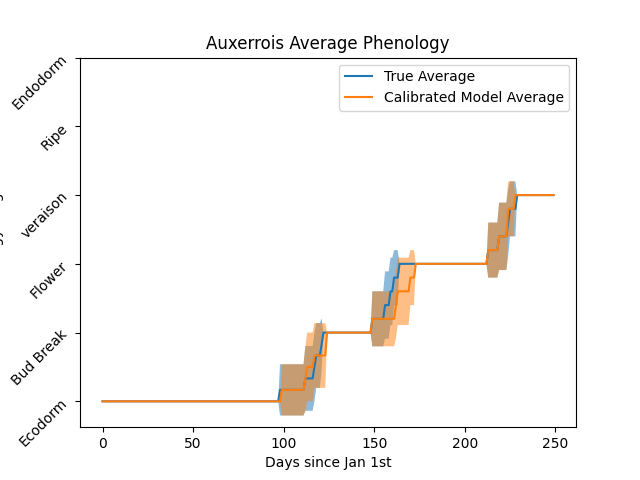 Auxerrois Average Phenology
True Average
Calibrated Model Average
Endodorm
Ripe
veraison
Flower
Bud Break
Ecodorm
0 50 100 150 200 250
Days since Jan 1st